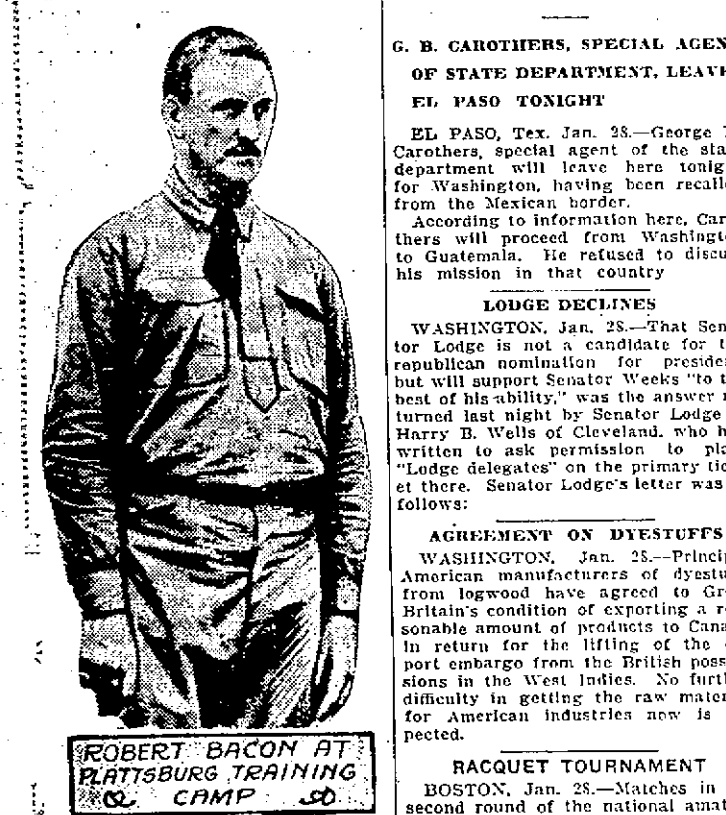 ROBERT BACON AT
PLATTSBURG TRAINING
CAMP
G. B. CAROTHERS, SPECIAL AGEN
OF STATE DEPARTMENT, LEAV
EL PASO TONIGHT
EL PASO, Tex. Jan. 28.—George
Carothers, special agent of the sta
department will leave here tonig
for Washington, having been recall
from the Mexican border.
According to information here, Car
thers will proceed from Washingt
to Guatemala. He refused to discu
his mission in that country
LODGE DECLINES
WASHINGTON, Jan. 28.—That Sen
tor Lodge is not a candidate for t
republican nomination for preside
but will support Senator Weeks "to t
best of his ability," was the answer
turned last night by Senator Lodge
Harry B. Wells of Cleveland, who h
written to ask permission to pla
"Lodge delegates" on the primary tic
et there. Senator Lodge's letter was
follows:
AGREEMENT ON DYESTUFFS
WASHINGTON, Jan. 28.—Princip
American manufacturers of dyestu
from logwood have agreed to Gr
Britain's condition of exporting a r
sonable amount of products to Cana
in return for the lifting of the
port embargo from the British poss
sions in the West Indies. No furt
difficulty in getting the raw mater
for American industries now is
pected.
RACQUET TOURNAMENT
BOSTON, Jan. 28.—Matches in
second round of the national amat